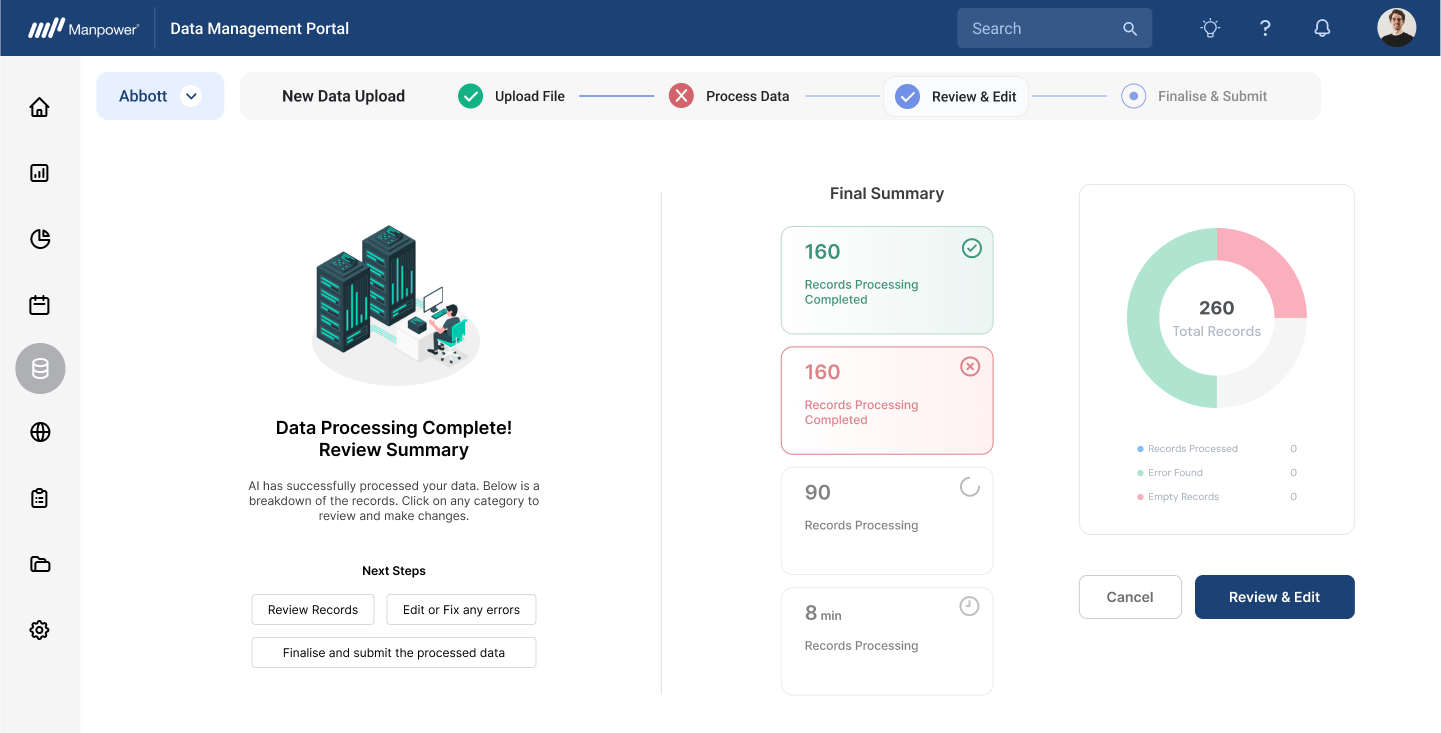 Manpower
Data Management Portal
Search
?
Abbott
New Data Upload
Upload File
Process Data
Review & Edit
Finalise & Submit
Data Processing Complete!
Review Summary
AI has successfully processed your data. Below is a
breakdown of the records. Click on any category to
review and make changes.
Next Steps
Review Records
Edit or Fix any errors
Finalise and submit the processed data
Final Summary
160
Records Processing
Completed
160
Records Processing
Completed
90
Records Processing
8 min
Records Processing
260
Total Records
Records Processed 0
Error Found 0
Empty Records 0
Cancel
Review & Edit